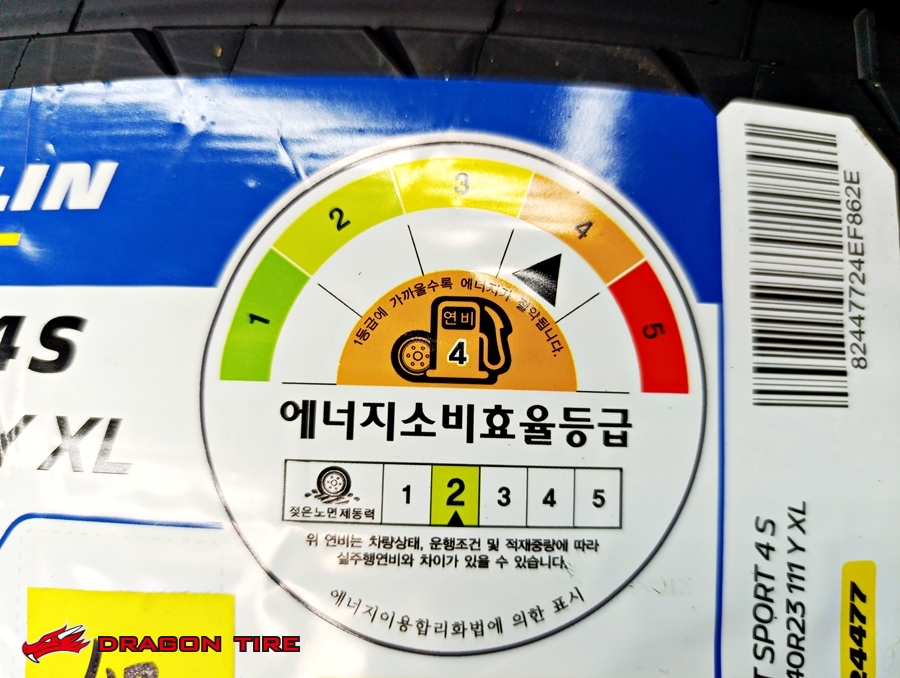 LIN
4 S
Y XL
1
2
3
4
5
1등급에 가까울수록 에너지가 절약됩니다.
연비
4
에너지소비효율등급
젖은노면제동력
1
2
3
4
5
위 연비는 차량상태, 운행조건 및 적재중량에 따라
실주행연비와 차이가 있을 수 있습니다.
에너지이용합리화법에 의한 표시
82447724EF862E
T SPORT 4 S
40R23 111 Y XL
24477
DRAGON TIRE